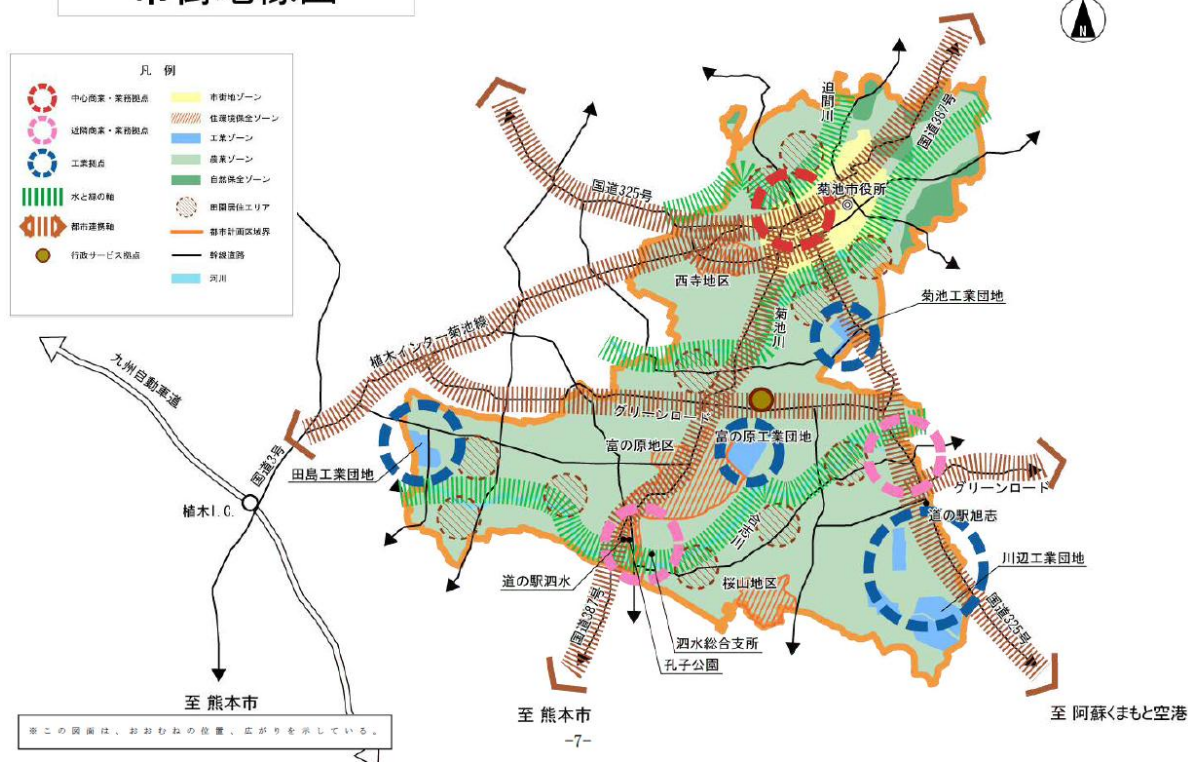 凡 例
中心商業・業務拠点
近隣商業・業務拠点
工業拠点
水と緑の軸
都市連携軸
行政サービス拠点
市街地ゾーン
住環境保全ゾーン
工業ゾーン
農業ゾーン
自然保全ゾーン
田園居住エリア
都市計画区域界
幹線道路
河川
N
迫間川
国道387号
国道325号
菊池市役所
西寺地区
菊池川
菊池工業団地
植木インター菊池線
九州自動車道
グリーンロード
富の原地区
富の原工業団地
田島工業団地
国道3号
植木I.C.
グリーンロード
道の駅旭志
合志川
川辺工業団地
道の駅泗水
桜山地区
国道387号
国道325号
泗水総合支所
孔子公園
至 熊本市
至 熊本市
至 阿蘇くまもと空港
※この図面は、おおむねの位置、広がりを示している。
-7-